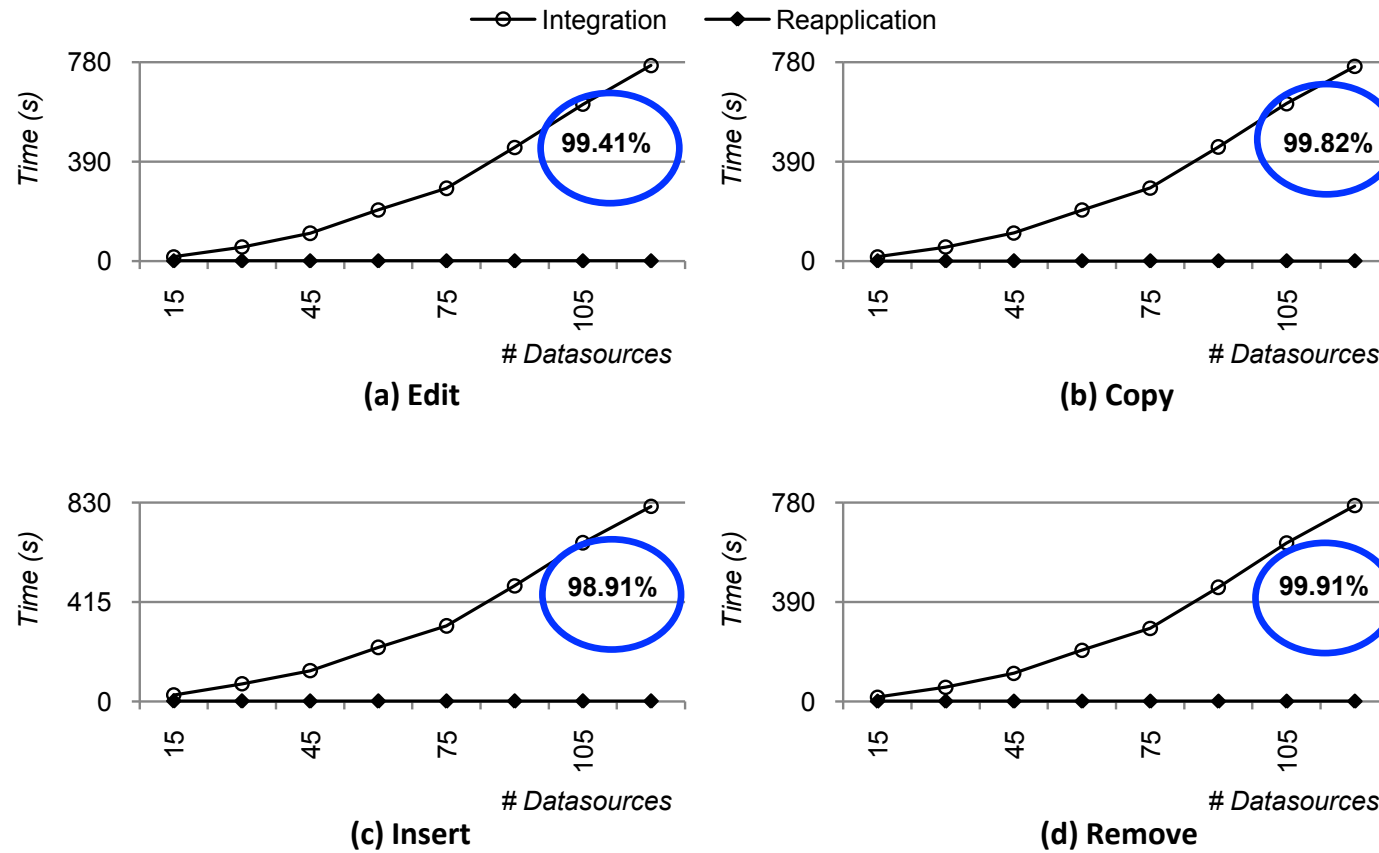 Integration Reapplication
780
390
0
Time (s)
99.41%
15 45 75 105
# Datasources
(a) Edit
780
390
0
Time (s)
99.82%
15 45 75 105
# Datasources
(b) Copy
830
415
0
Time (s)
98.91%
15 45 75 105
# Datasources
(c) Insert
780
390
0
Time (s)
99.91%
15 45 75 105
# Datasources
(d) Remove